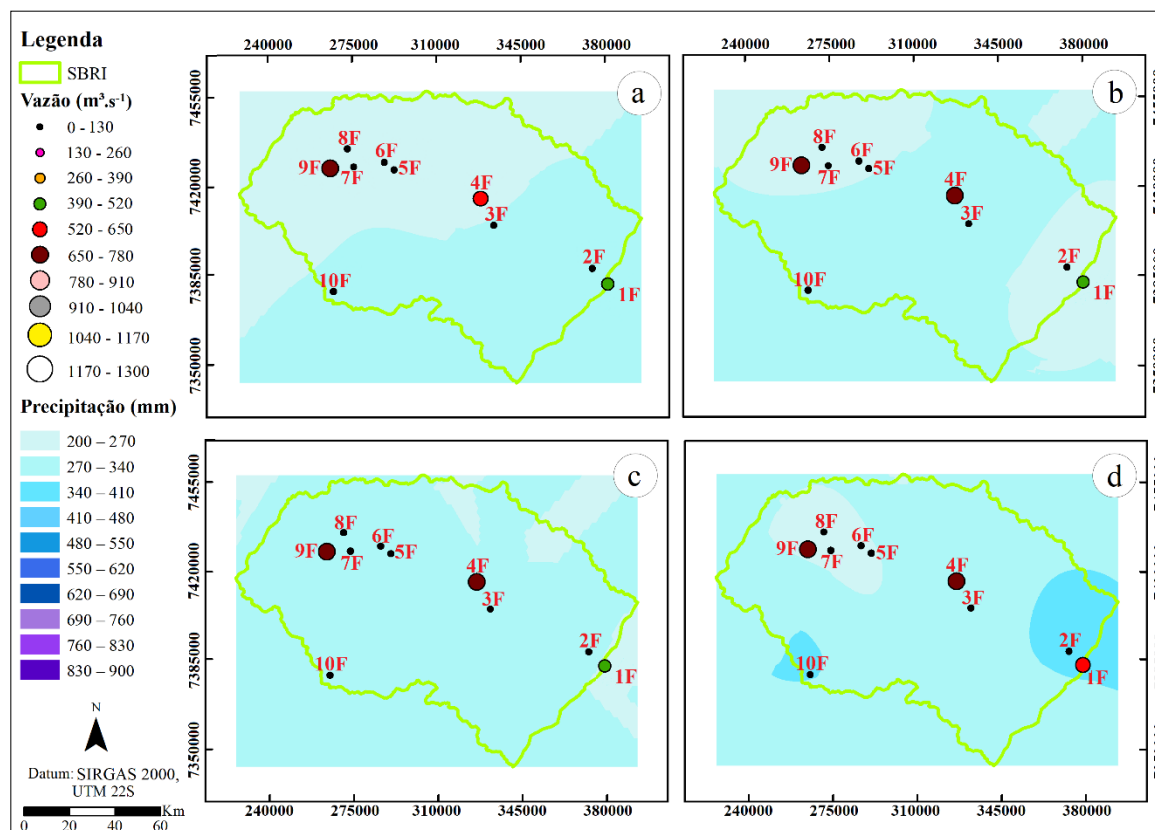 Legenda
SBRI
Vazão (m³.s⁻¹)
0 - 130
130 - 260
260 - 390
390 - 520
520 - 650
650 - 780
780 - 910
910 - 1040
1040 - 1170
1170 - 1300
Precipitação (mm)
200 – 270
270 – 340
340 – 410
410 – 480
480 – 550
550 – 620
620 – 690
690 – 760
760 – 830
830 – 900
N
Datum: SIRGAS 2000,
UTM 22S
Km
0 20 40 60
240000 275000 310000 345000 380000
7455000
7420000
7385000
7350000
a
8F
6F
9F
7F
5F
4F
3F
2F
10F
1F
240000 275000 310000 345000 380000
b
8F
6F
9F
7F
5F
4F
3F
2F
10F
1F
7455000
7420000
7385000
7350000
c
8F
6F
9F
7F
5F
4F
3F
2F
10F
1F
240000 275000 310000 345000 380000
d
8F
6F
9F
7F
5F
4F
3F
2F
10F
1F
240000 275000 310000 345000 380000